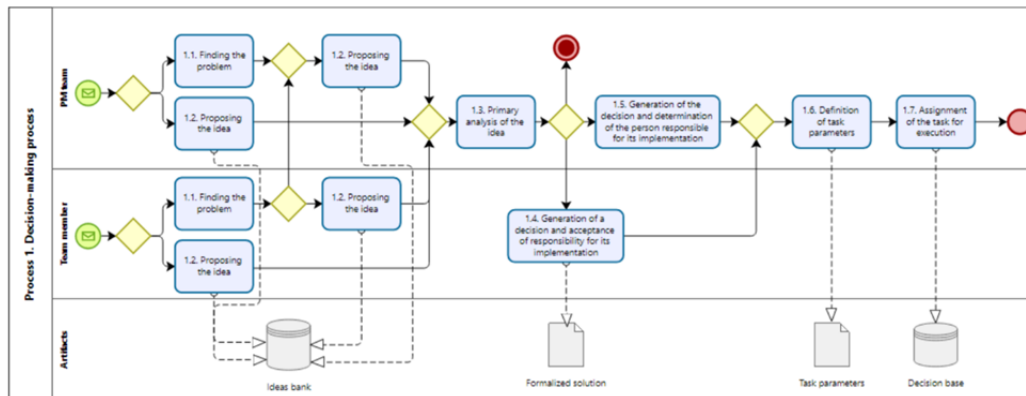 Process 1. Decision-making process
PM team
1.1. Finding the
problem
1.2. Proposing
the idea
1.2. Proposing
the idea
1.3. Primary
analysis of the
idea
1.5. Generation of the
decision and determination
of the person responsible
for its implementation
1.6. Definition
of task
parameters
1.7. Assignment
of the task for
execution
Team member
1.1. Finding the
problem
1.2. Proposing
the idea
1.2. Proposing
the idea
1.4. Generation of a
decision and acceptance
of responsibility for its
implementation
Artifacts
Ideas bank
Formalized solution
Task parameters
Decision base